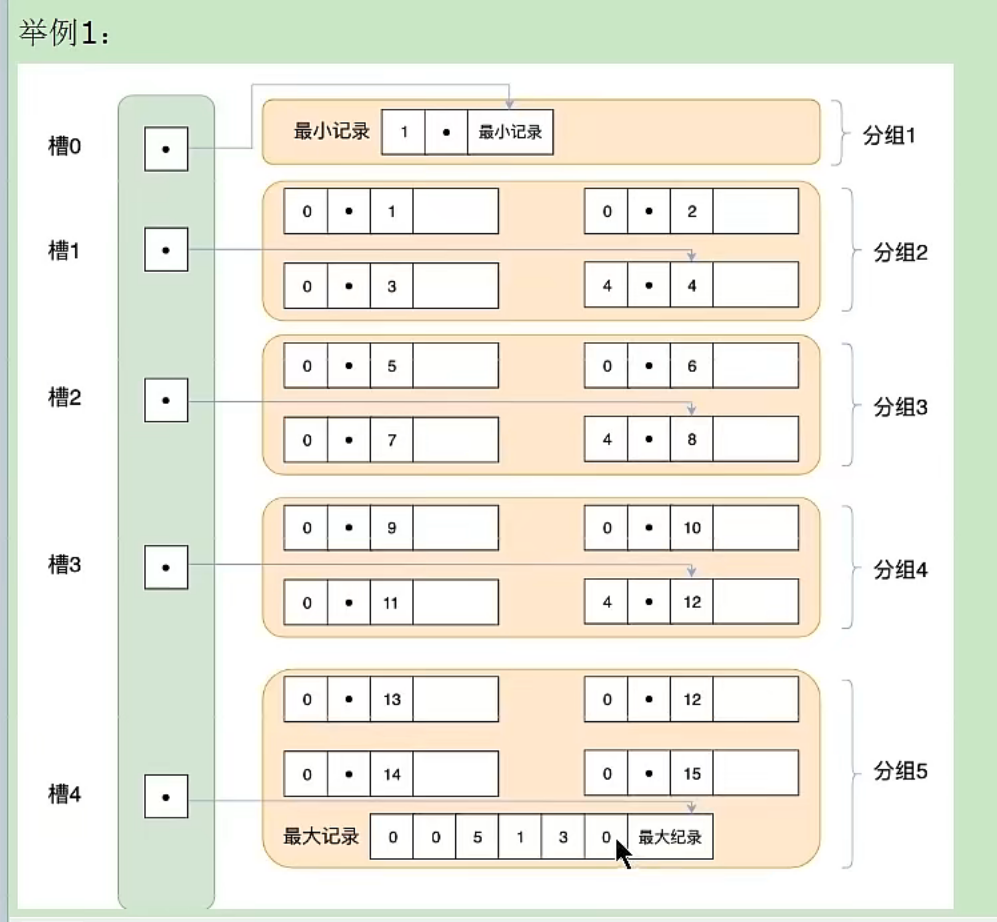 举例1：
槽0
最小记录 1 • 最小记录
分组1
槽1
0 • 1
0 • 2
0 • 3
4 • 4
分组2
槽2
0 • 5
0 • 6
0 • 7
4 • 8
分组3
槽3
0 • 9
0 • 10
0 • 11
4 • 12
分组4
槽4
0 • 13
0 • 12
0 • 14
0 • 15
最大记录 0 0 5 1 3 0 最大纪录
分组5